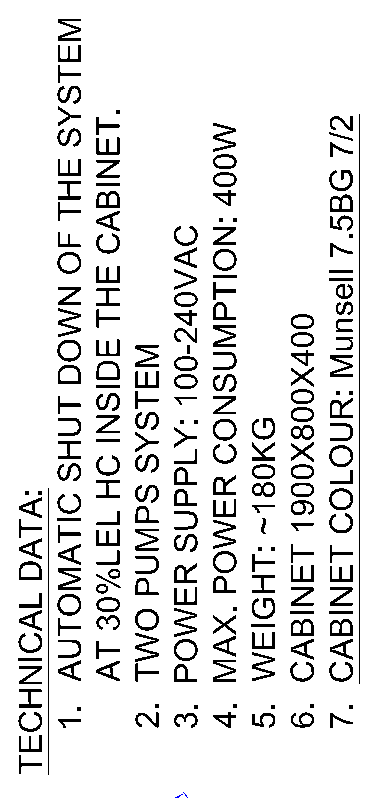 TECHNICAL DATA:
1. AUTOMATIC SHUT DOWN OF THE SYSTEM
AT 30%LEL HC INSIDE THE CABINET.
2. TWO PUMPS SYSTEM
3. POWER SUPPLY: 100-240VAC
4. MAX. POWER CONSUMPTION: 400W
5. WEIGHT: ~180KG
6. CABINET 1900X800X400
7. CABINET COLOUR: Munsell 7.5BG 7/2